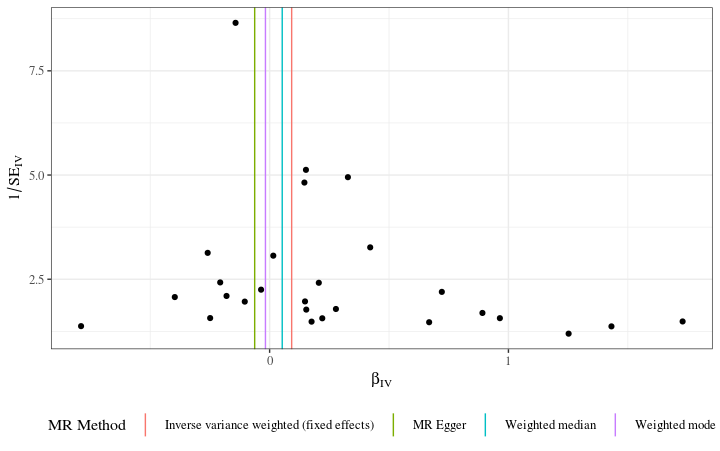 7.5
5.0
2.5
1/SE_IV
0 1
β_IV
MR Method Inverse variance weighted (fixed effects) MR Egger Weighted median Weighted mode